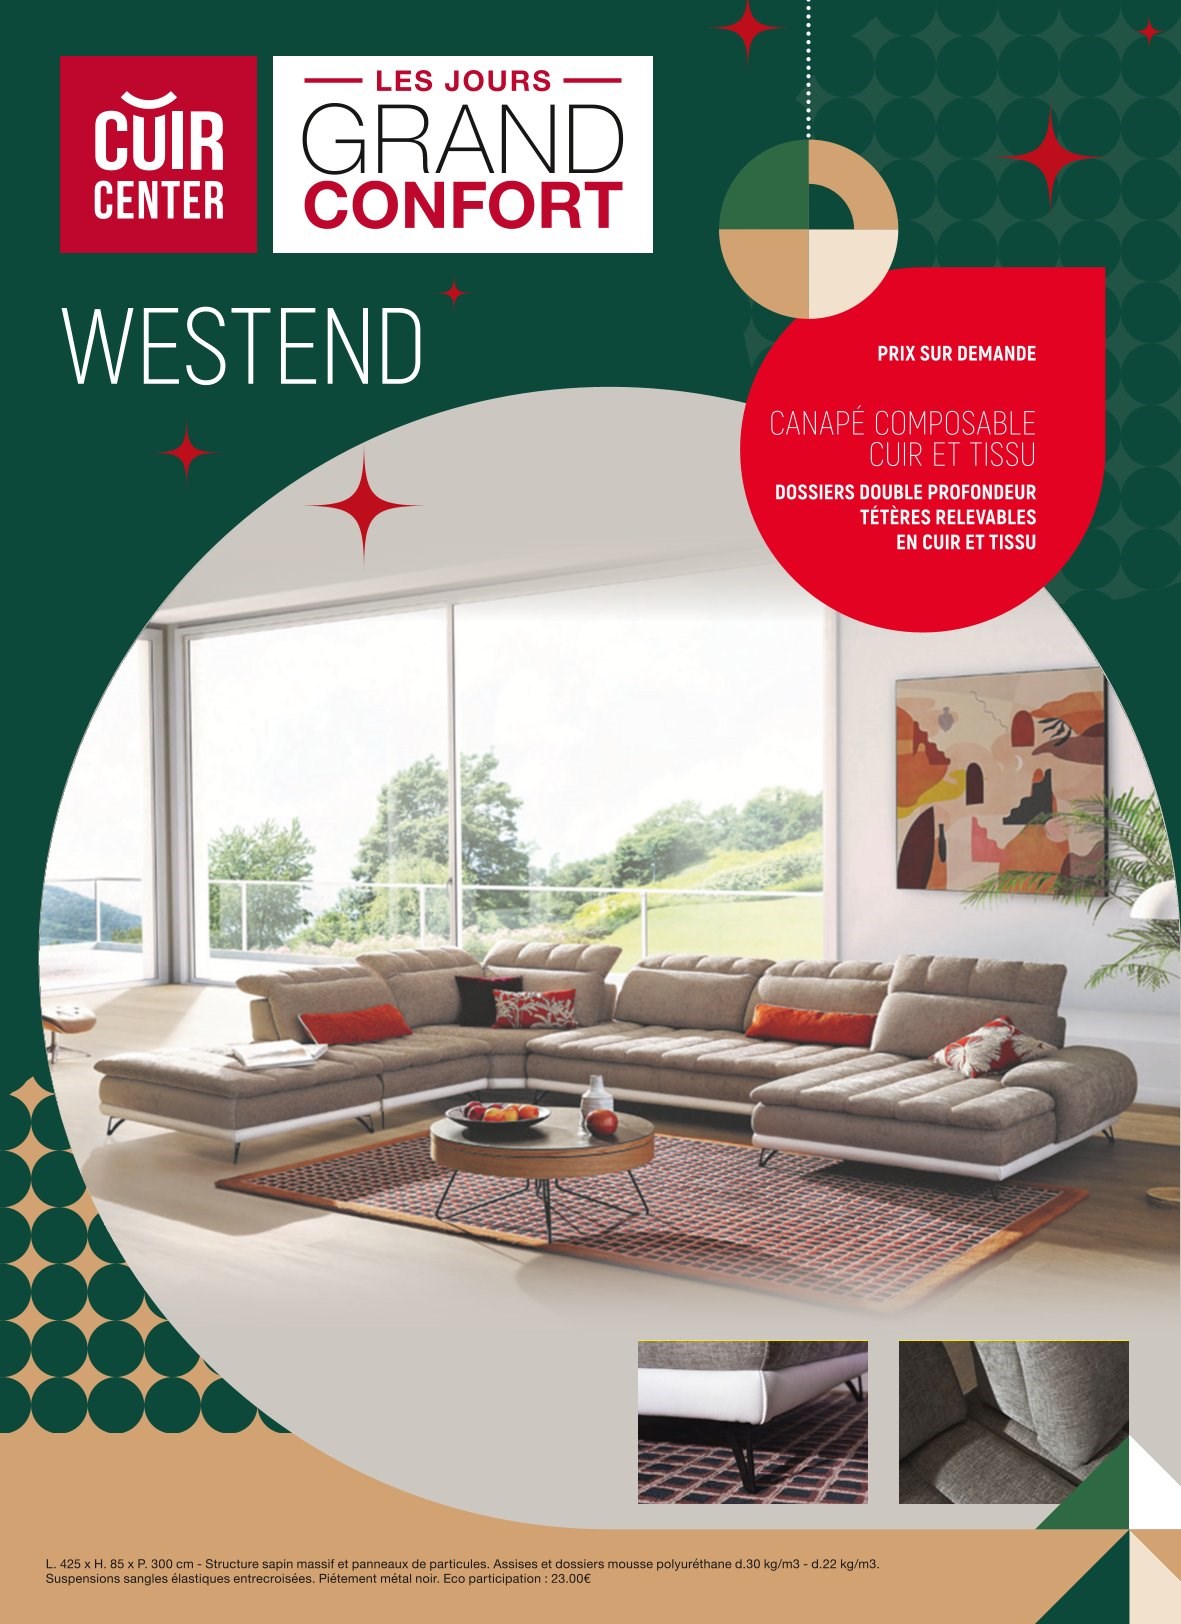 CUIR
CENTER
LES JOURS
GRAND
CONFORT
WESTEND
PRIX SUR DEMANDE
CANAPÉ COMPOSABLE
CUIR ET TISSU
DOSSIERS DOUBLE PROFONDEUR
TÉTÈRES RELEVABLES
EN CUIR ET TISSU
L. 425 x H. 85 x P. 300 cm - Structure sapin massif et panneaux de particules. Assises et dossiers mousse polyuréthane d.30 kg/m3 - d.22 kg/m3.
Suspensions sangles élastiques entrecroisées. Piétement métal noir. Eco participation : 23.00€